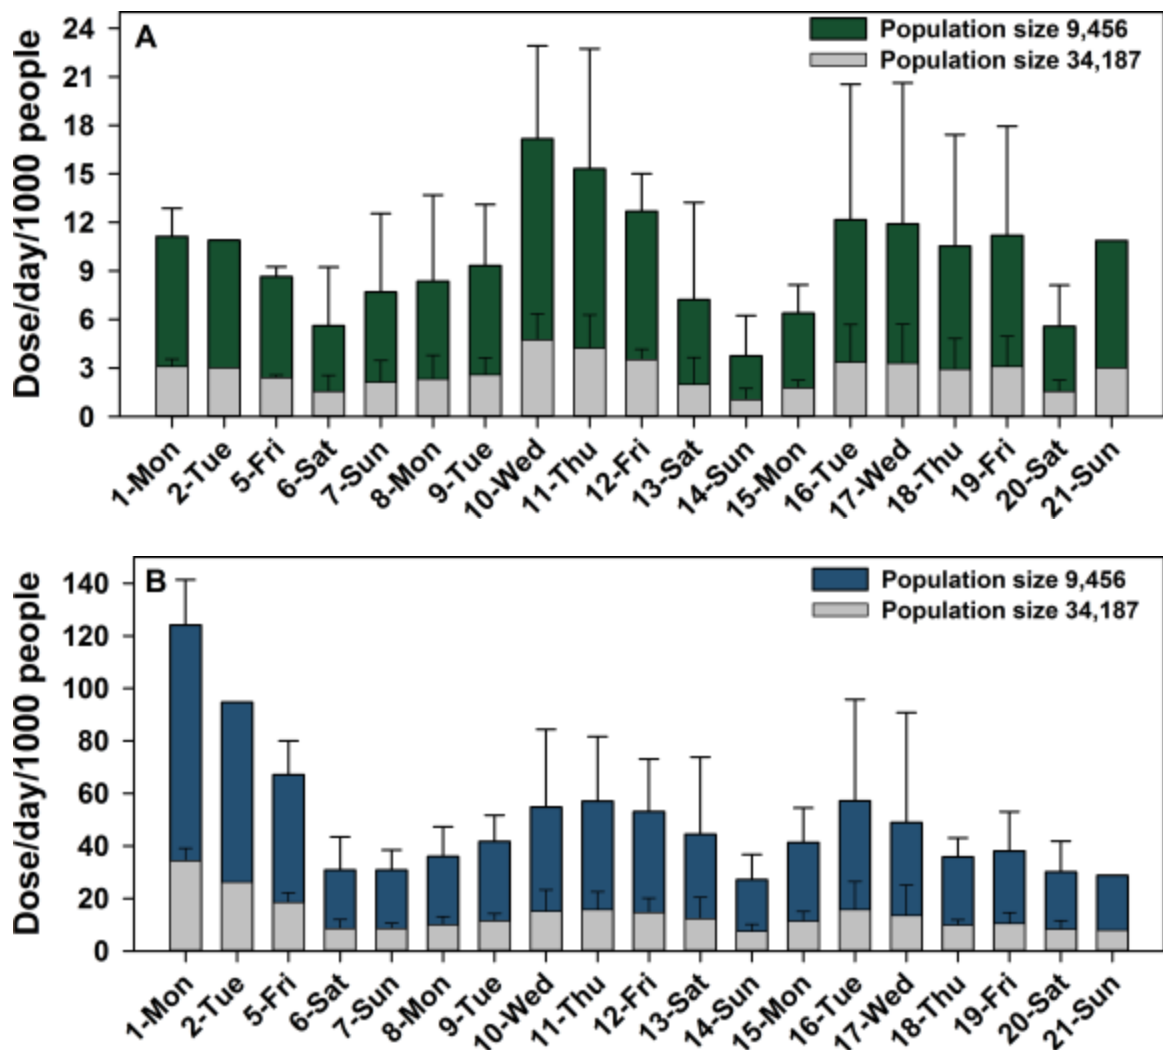 A
Population size 9,456
Population size 34,187
Dose/day/1000 people
24
21
18
15
12
9
6
3
0
1-Mon
2-Tue
5-Fri
6-Sat
7-Sun
8-Mon
9-Tue
10-Wed
11-Thu
12-Fri
13-Sat
14-Sun
15-Mon
16-Tue
17-Wed
18-Thu
19-Fri
20-Sat
21-Sun
B
Population size 9,456
Population size 34,187
Dose/day/1000 people
140
120
100
80
60
40
20
0
1-Mon
2-Tue
5-Fri
6-Sat
7-Sun
8-Mon
9-Tue
10-Wed
11-Thu
12-Fri
13-Sat
14-Sun
15-Mon
16-Tue
17-Wed
18-Thu
19-Fri
20-Sat
21-Sun